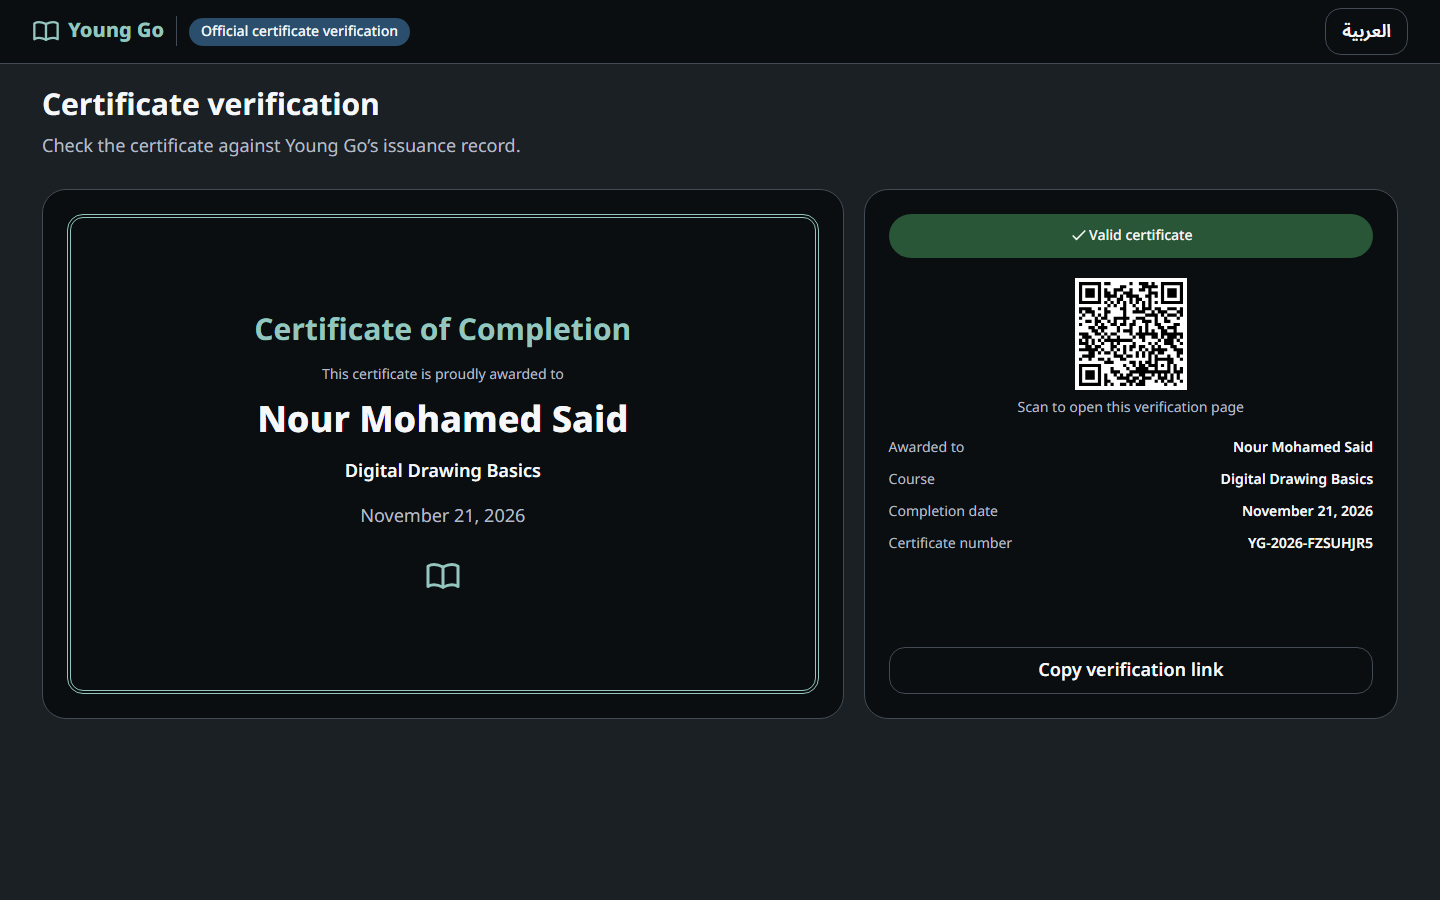 Young Go
Official certificate verification
العربية
Certificate verification
Check the certificate against Young Go’s issuance record.
Certificate of Completion
This certificate is proudly awarded to
Nour Mohamed Said
Digital Drawing Basics
November 21, 2026
Valid certificate
Scan to open this verification page
Awarded to Nour Mohamed Said
Course Digital Drawing Basics
Completion date November 21, 2026
Certificate number YG-2026-FZSUHJR5
Copy verification link